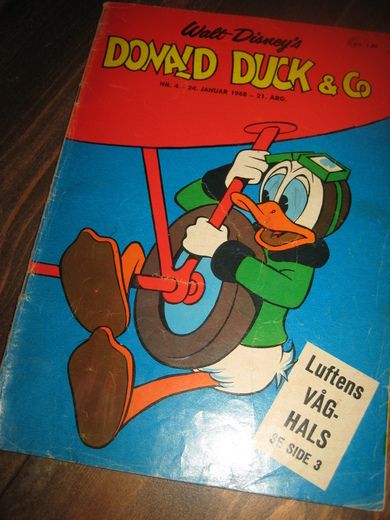 Walt Disney's
DONALD DUCK & Co
NR. 4 - 24. JANUAR 1968 - 21. ÅRG.
Luftens
VÅG-
HALS
SE SIDE 3